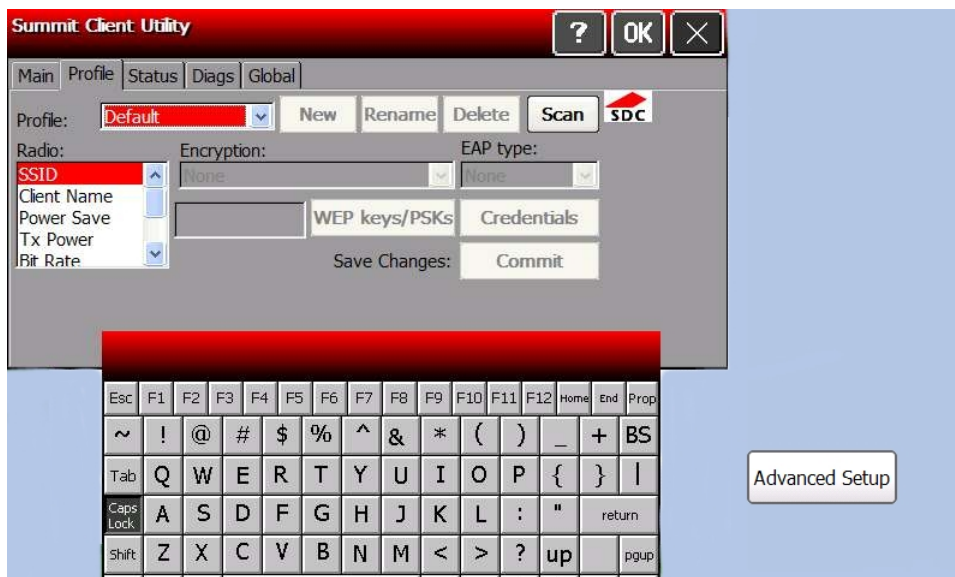 Summit Client Utility ? OK
Main Profile Status Diags Global
Profile: Default New Rename Delete Scan SDC
Radio: Encryption: EAP type:
SSID None None
Client Name
Power Save WEP keys/PSKs Credentials
Tx Power
Bit Rate Save Changes: Commit
Esc F1 F2 F3 F4 F5 F6 F7 F8 F9 F10 F11 F12 Home End Prop
~ ! @ # $ % ^ & * ( ) _ + BS
Tab Q W E R T Y U I O P { } |
Advanced Setup
Caps Lock A S D F G H J K L : " return
Shift Z X C V B N M < > ? up pgup